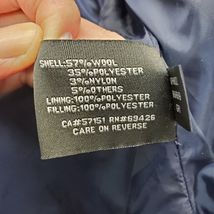 SHELL:57%WOOL
35%POLYESTER
3%NYLON
5%OTHERS
LINING:100%POLYESTER
FILLING:100%POLYESTER
CA#57151 RN#69426
CARE ON REVERSE